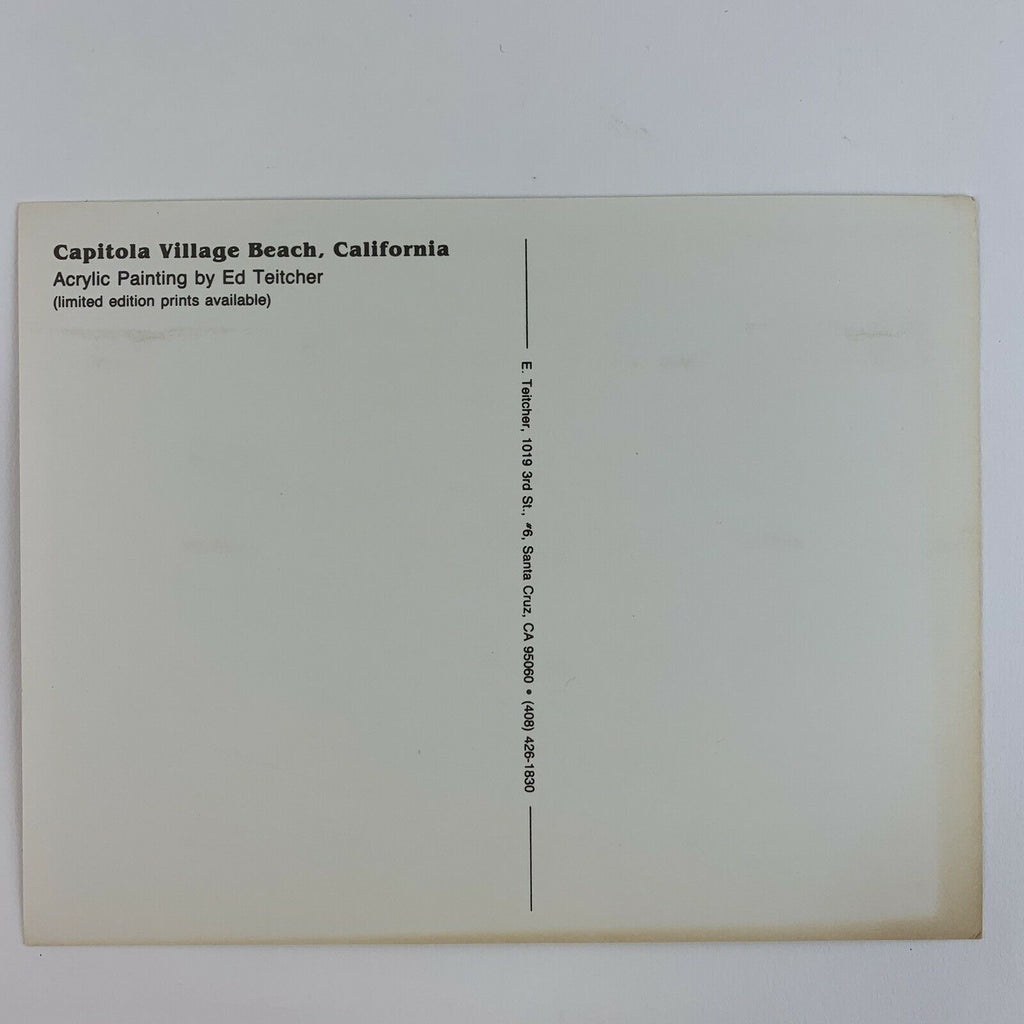 Capitola Village Beach, California
Acrylic Painting by Ed Teitcher
(limited edition prints available)
E. Teitcher, 1019 3rd St., #6, Santa Cruz, CA 95060 • (408) 426-1830